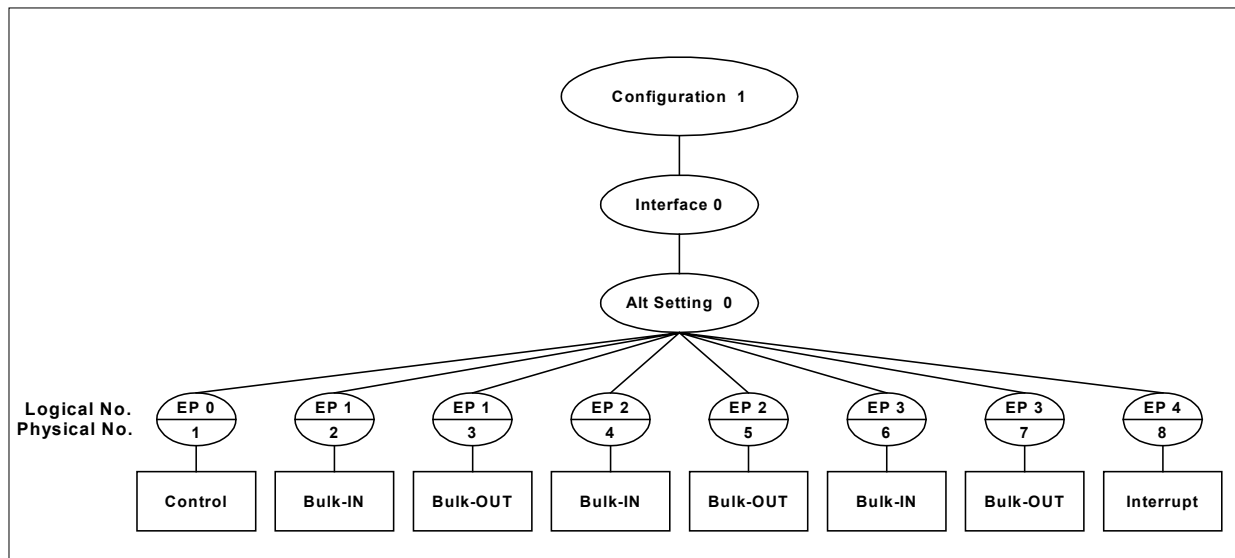 Configuration 1
Interface 0
Alt Setting 0
Logical No. EP 0 EP 1 EP 1 EP 2 EP 2 EP 3 EP 3 EP 4
Physical No. 1 2 3 4 5 6 7 8
Control Bulk-IN Bulk-OUT Bulk-IN Bulk-OUT Bulk-IN Bulk-OUT Interrupt